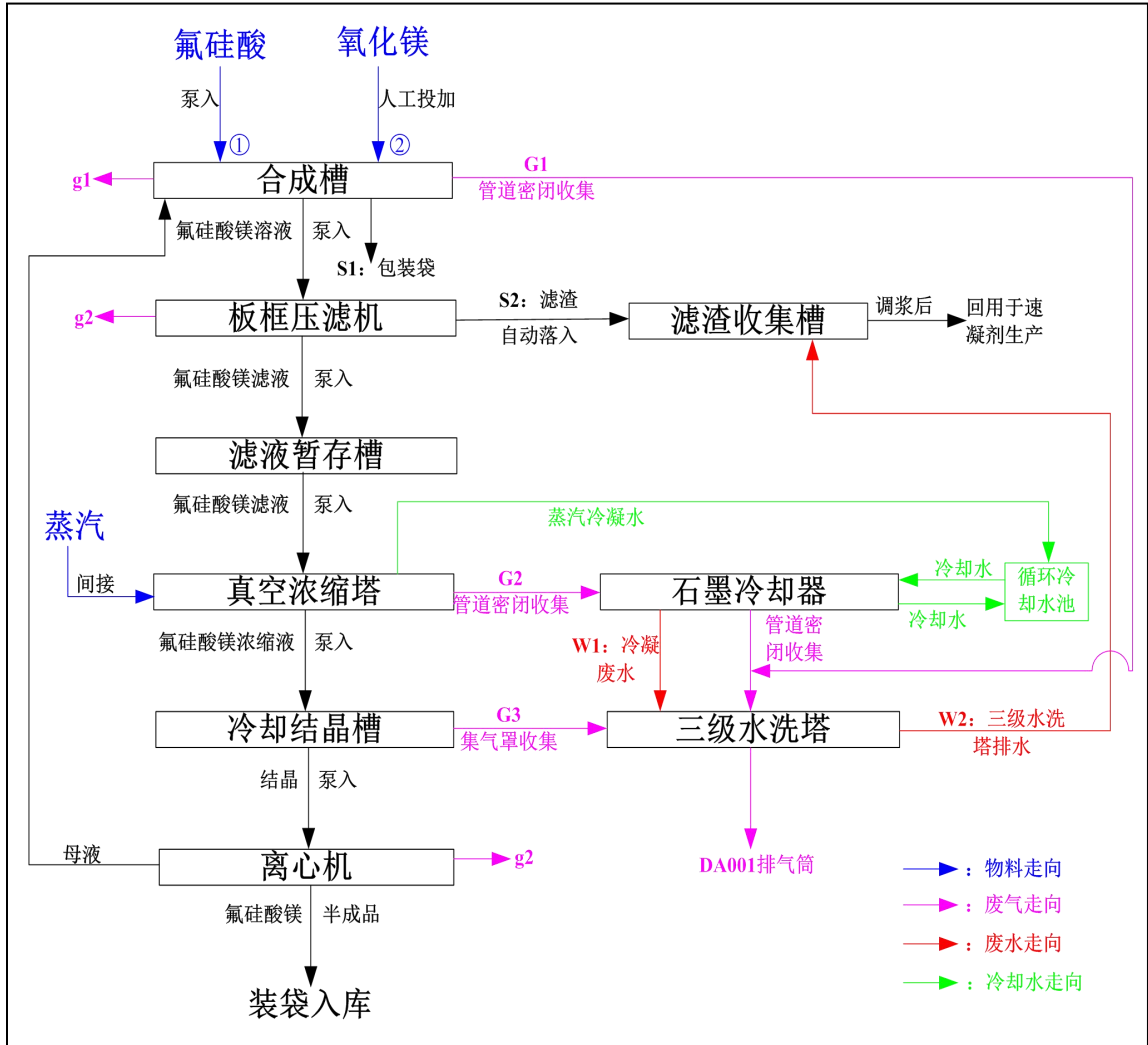 氟硅酸
氧化镁
泵入
人工投加
①
②
合成槽
g1
G1
管道密闭收集
氟硅酸镁溶液
泵入
S1：包装袋
板框压滤机
g2
S2：滤渣
自动落入
滤渣收集槽
调浆后
回用于速
凝剂生产
氟硅酸镁滤液
泵入
滤液暂存槽
氟硅酸镁滤液
泵入
蒸汽冷凝水
蒸汽
间接
真空浓缩塔
G2
管道密闭收集
石墨冷却器
冷却水
冷却水
循环冷
却水池
氟硅酸镁浓缩液
泵入
W1：冷凝
废水
管道密
闭收集
冷却结晶槽
G3
集气罩收集
三级水洗塔
W2：三级水洗
塔排水
结晶
泵入
母液
离心机
g2
DA001排气筒
氟硅酸镁
半成品
装袋入库
：物料走向
：废气走向
：废水走向
：冷却水走向